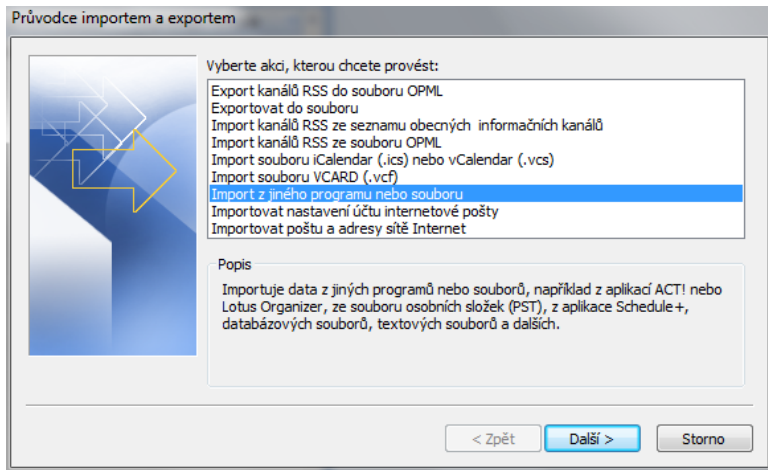 Průvodce importem a exportem
Vyberte akci, kterou chcete provést:
Export kanálů RSS do souboru OPML
Exportovat do souboru
Import kanálů RSS ze seznamu obecných informačních kanálů
Import kanálů RSS ze souboru OPML
Import souboru iCalendar (.ics) nebo vCalendar (.vcs)
Import souboru VCARD (.vcf)
Import z jiného programu nebo souboru
Importovat nastavení účtu internetové pošty
Importovat poštu a adresy sítě Internet
Popis
Importuje data z jiných programů nebo souborů, například z aplikací ACT! nebo
Lotus Organizer, ze souboru osobních složek (PST), z aplikace Schedule+,
databázových souborů, textových souborů a dalších.
< Zpět
Další >
Storno